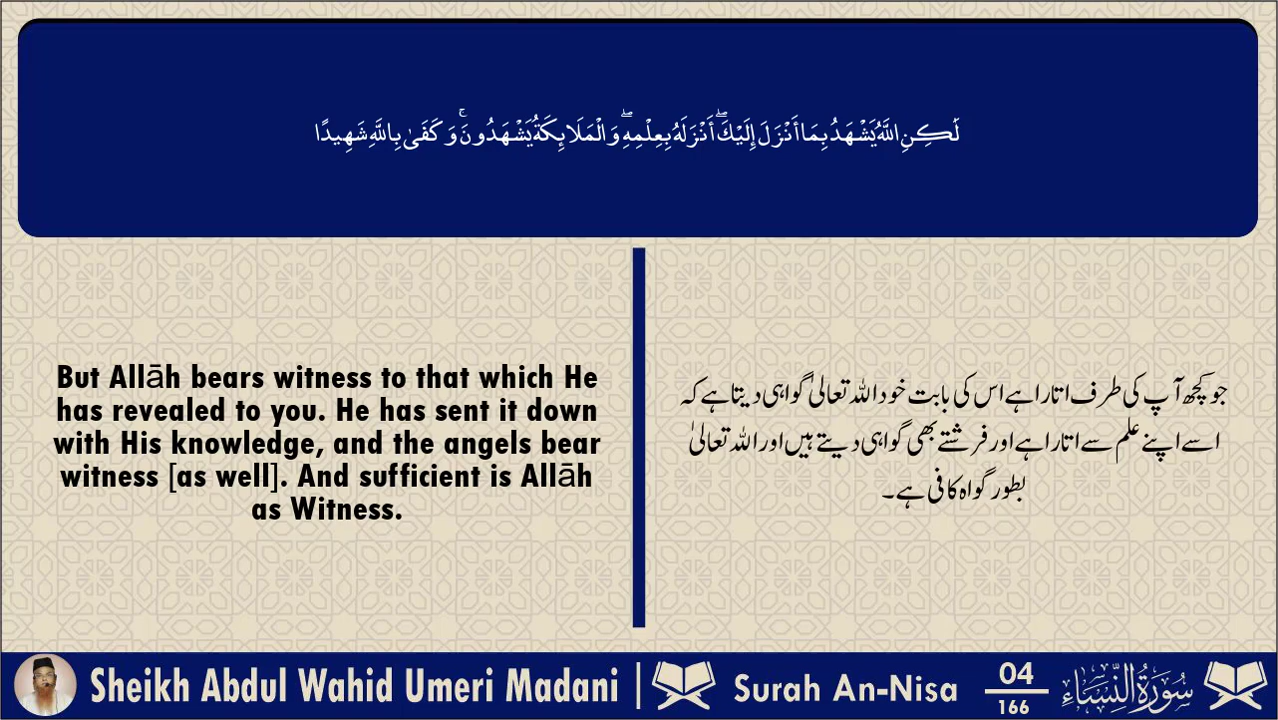 لَّٰكِنِ اللَّهُ يَشْهَدُ بِمَا أَنْزَلَ إِلَيْكَ ۖ أَنْزَلَهُ بِعِلْمِهِ ۖ وَالْمَلَائِكَةُ يَشْهَدُونَ ۚ وَكَفَىٰ بِاللَّهِ شَهِيدًا
But Allāh bears witness to that which He
has revealed to you. He has sent it down
with His knowledge, and the angels bear
witness [as well]. And sufficient is Allāh
as Witness.
جو کچھ آپ کی طرف اتارا ہے اس کی بابت خود اللہ تعالیٰ گواہی دیتا ہے کہ
اسے اپنے علم سے اتارا ہے اور فرشتے بھی گواہی دیتے ہیں اور اللہ تعالیٰ
بطور گواه کافی ہے۔
Sheikh Abdul Wahid Umeri Madani | Surah An-Nisa
04
166
سُورَةُ النِّسَاءِ